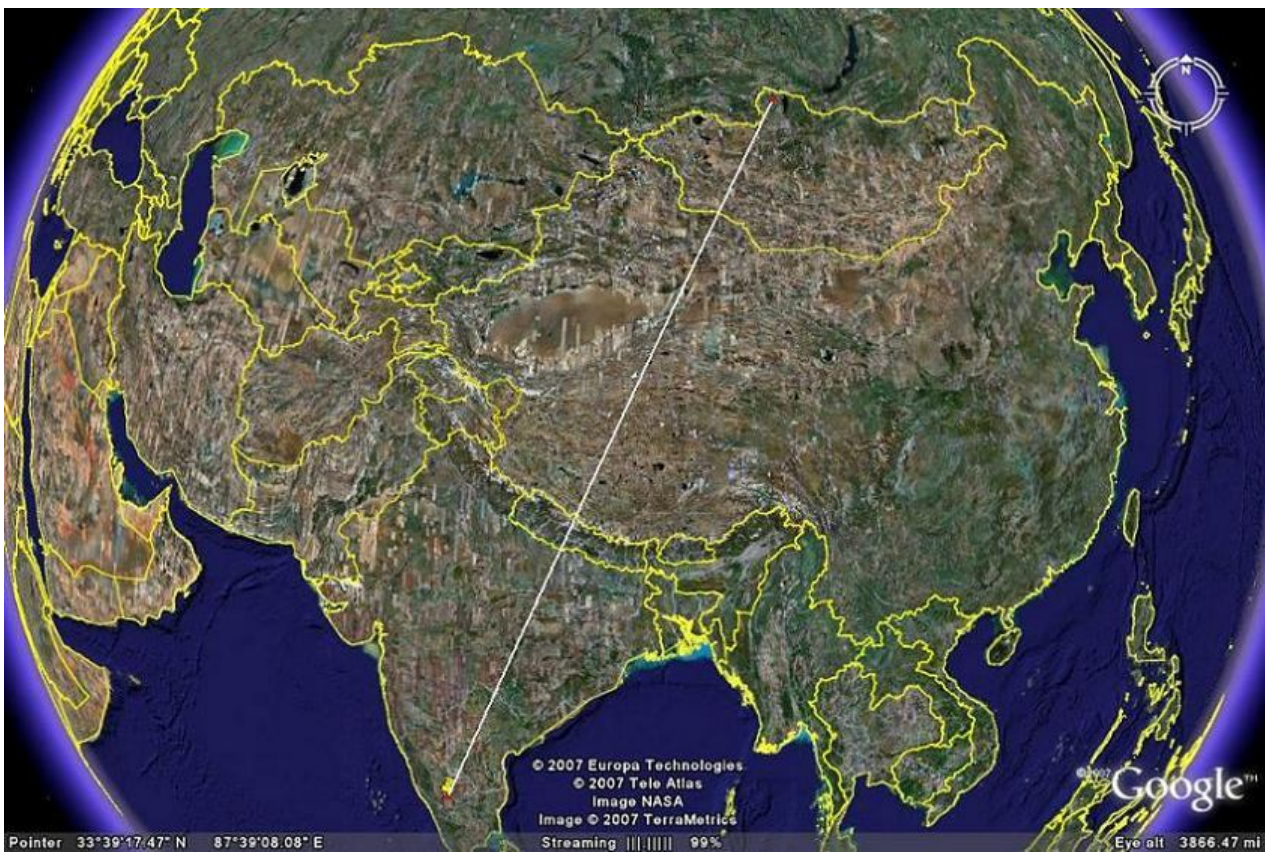 N
© 2007 Europa Technologies
© 2007 Tele Atlas
Image NASA
Image © 2007 TerraMetrics
©2007 Google™
Pointer 33°39'17.47" N 87°39'08.08" E Streaming ||||||||| 99% Eye alt 3866.47 mi